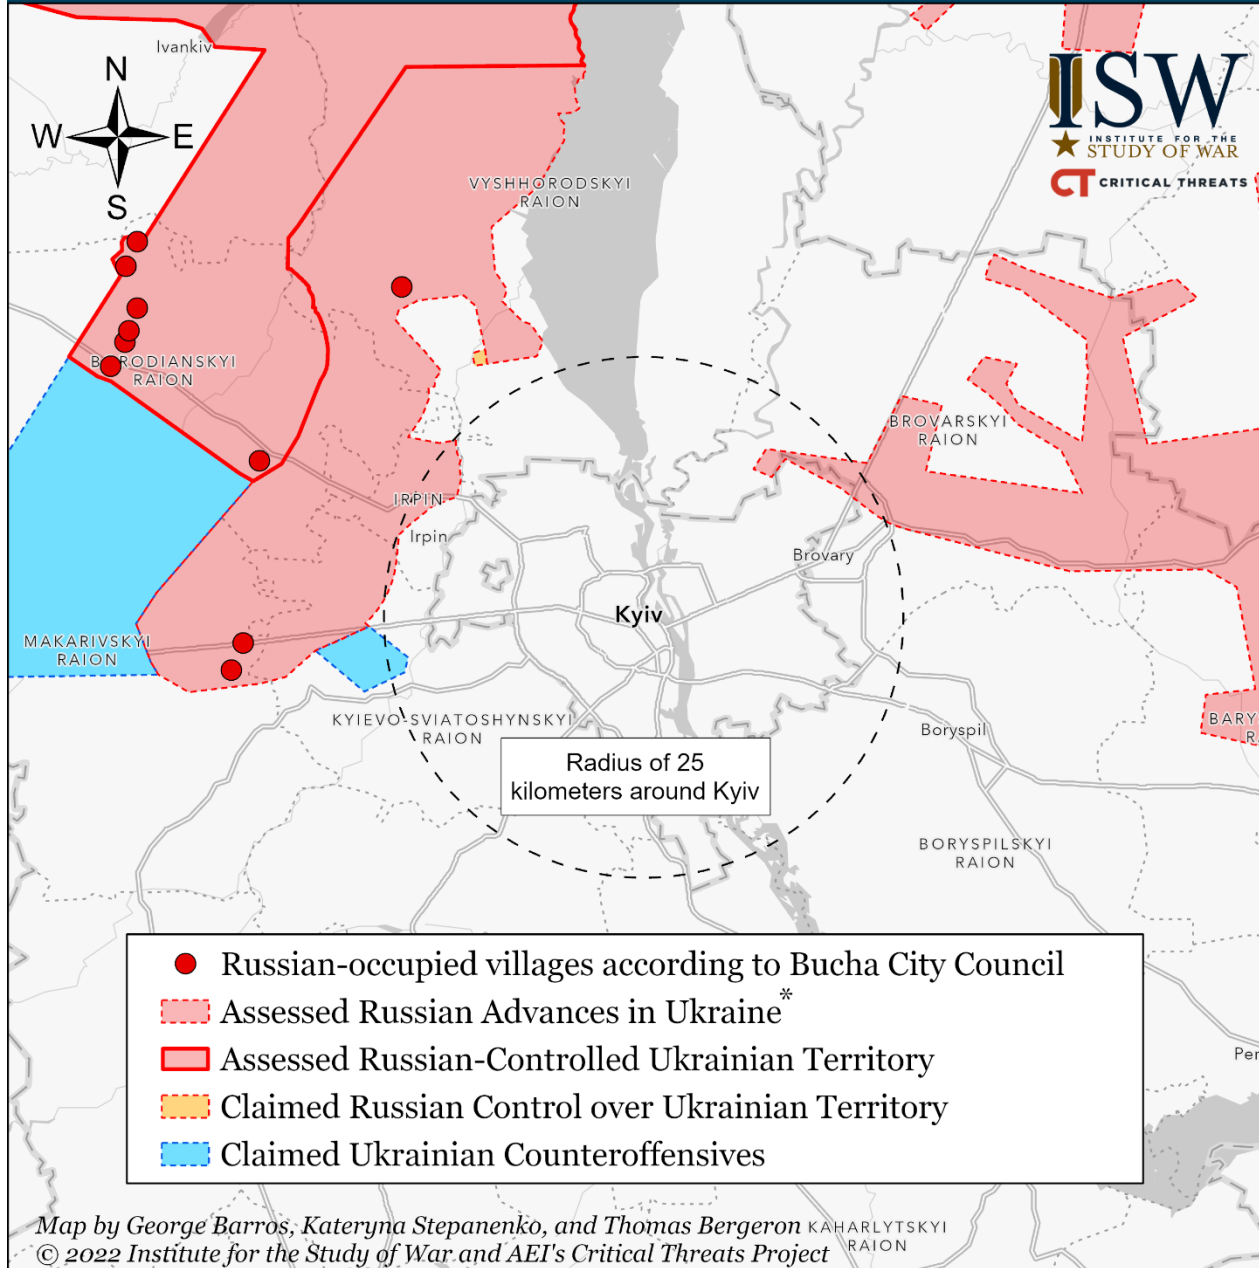 Ivankiv
N
W
E
S
ISW
INSTITUTE FOR THE
STUDY OF WAR
CT CRITICAL THREATS
VYSHHORODSKYI
RAION
RAION
BROVARSKYI
RAION
IRPIN
Irpin
Brovary
Kyiv
MAKARIVSKYI
RAION
KYIEVO-SVIATOSHYNSKYI
RAION
Boryspil
BARY
R
Radius of 25
kilometers around Kyiv
BORYSPILSKYI
RAION
Russian-occupied villages according to Bucha City Council
Assessed Russian Advances in Ukraine*
Assessed Russian-Controlled Ukrainian Territory
Per
Claimed Russian Control over Ukrainian Territory
Claimed Ukrainian Counteroffensives
Map by George Barros, Kateryna Stepanenko, and Thomas Bergeron
© 2022 Institute for the Study of War and AEI's Critical Threats Project
KAHARLYTSKYI
RAION